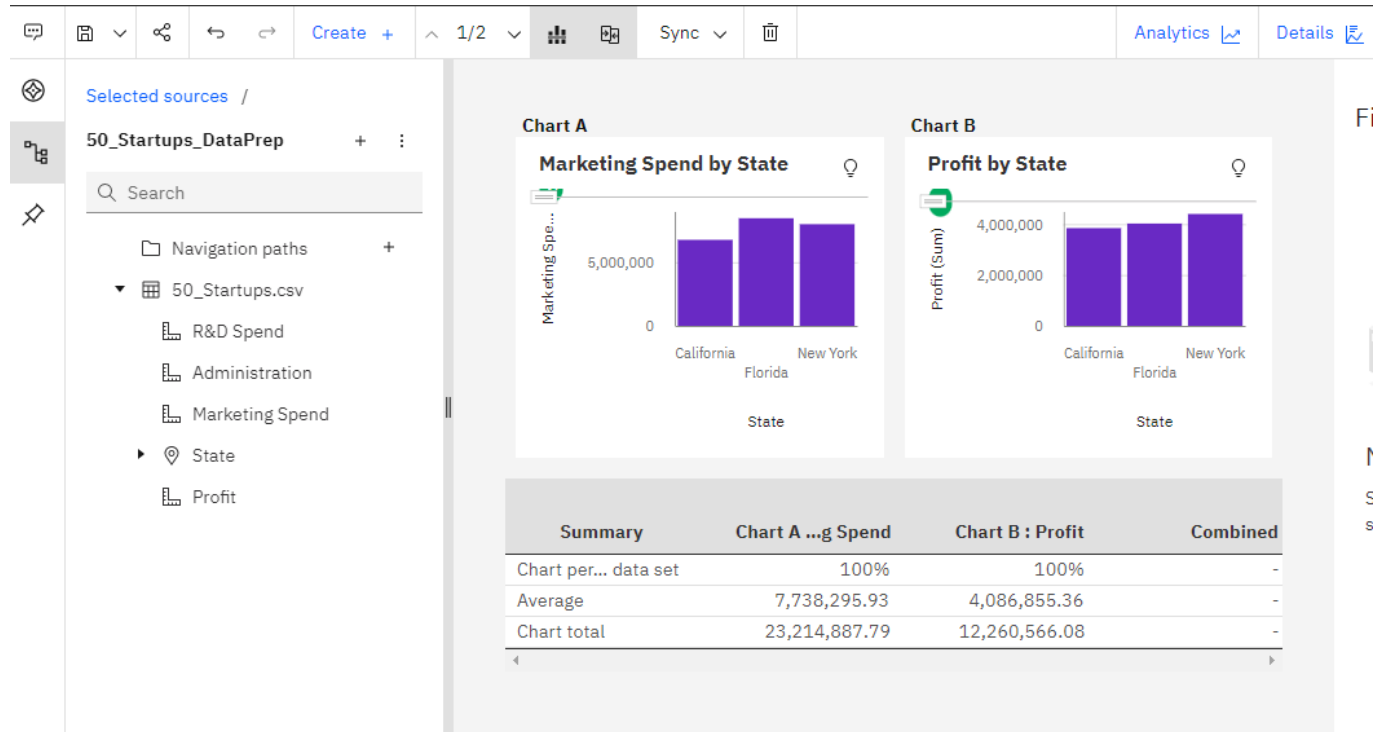 Create +
1/2
Sync
Analytics
Details
Selected sources /
50_Startups_DataPrep
Search
Navigation paths
50_Startups.csv
R&D Spend
Administration
Marketing Spend
State
Profit
Chart A
Marketing Spend by State
Marketing Spe...
5,000,000
0
California
New York
Florida
State
Chart B
Profit by State
Profit (Sum)
4,000,000
2,000,000
0
California
New York
Florida
State
Summary Chart A ...g Spend Chart B : Profit Combined
Chart per... data set 100% 100% -
Average 7,738,295.93 4,086,855.36 -
Chart total 23,214,887.79 12,260,566.08 -